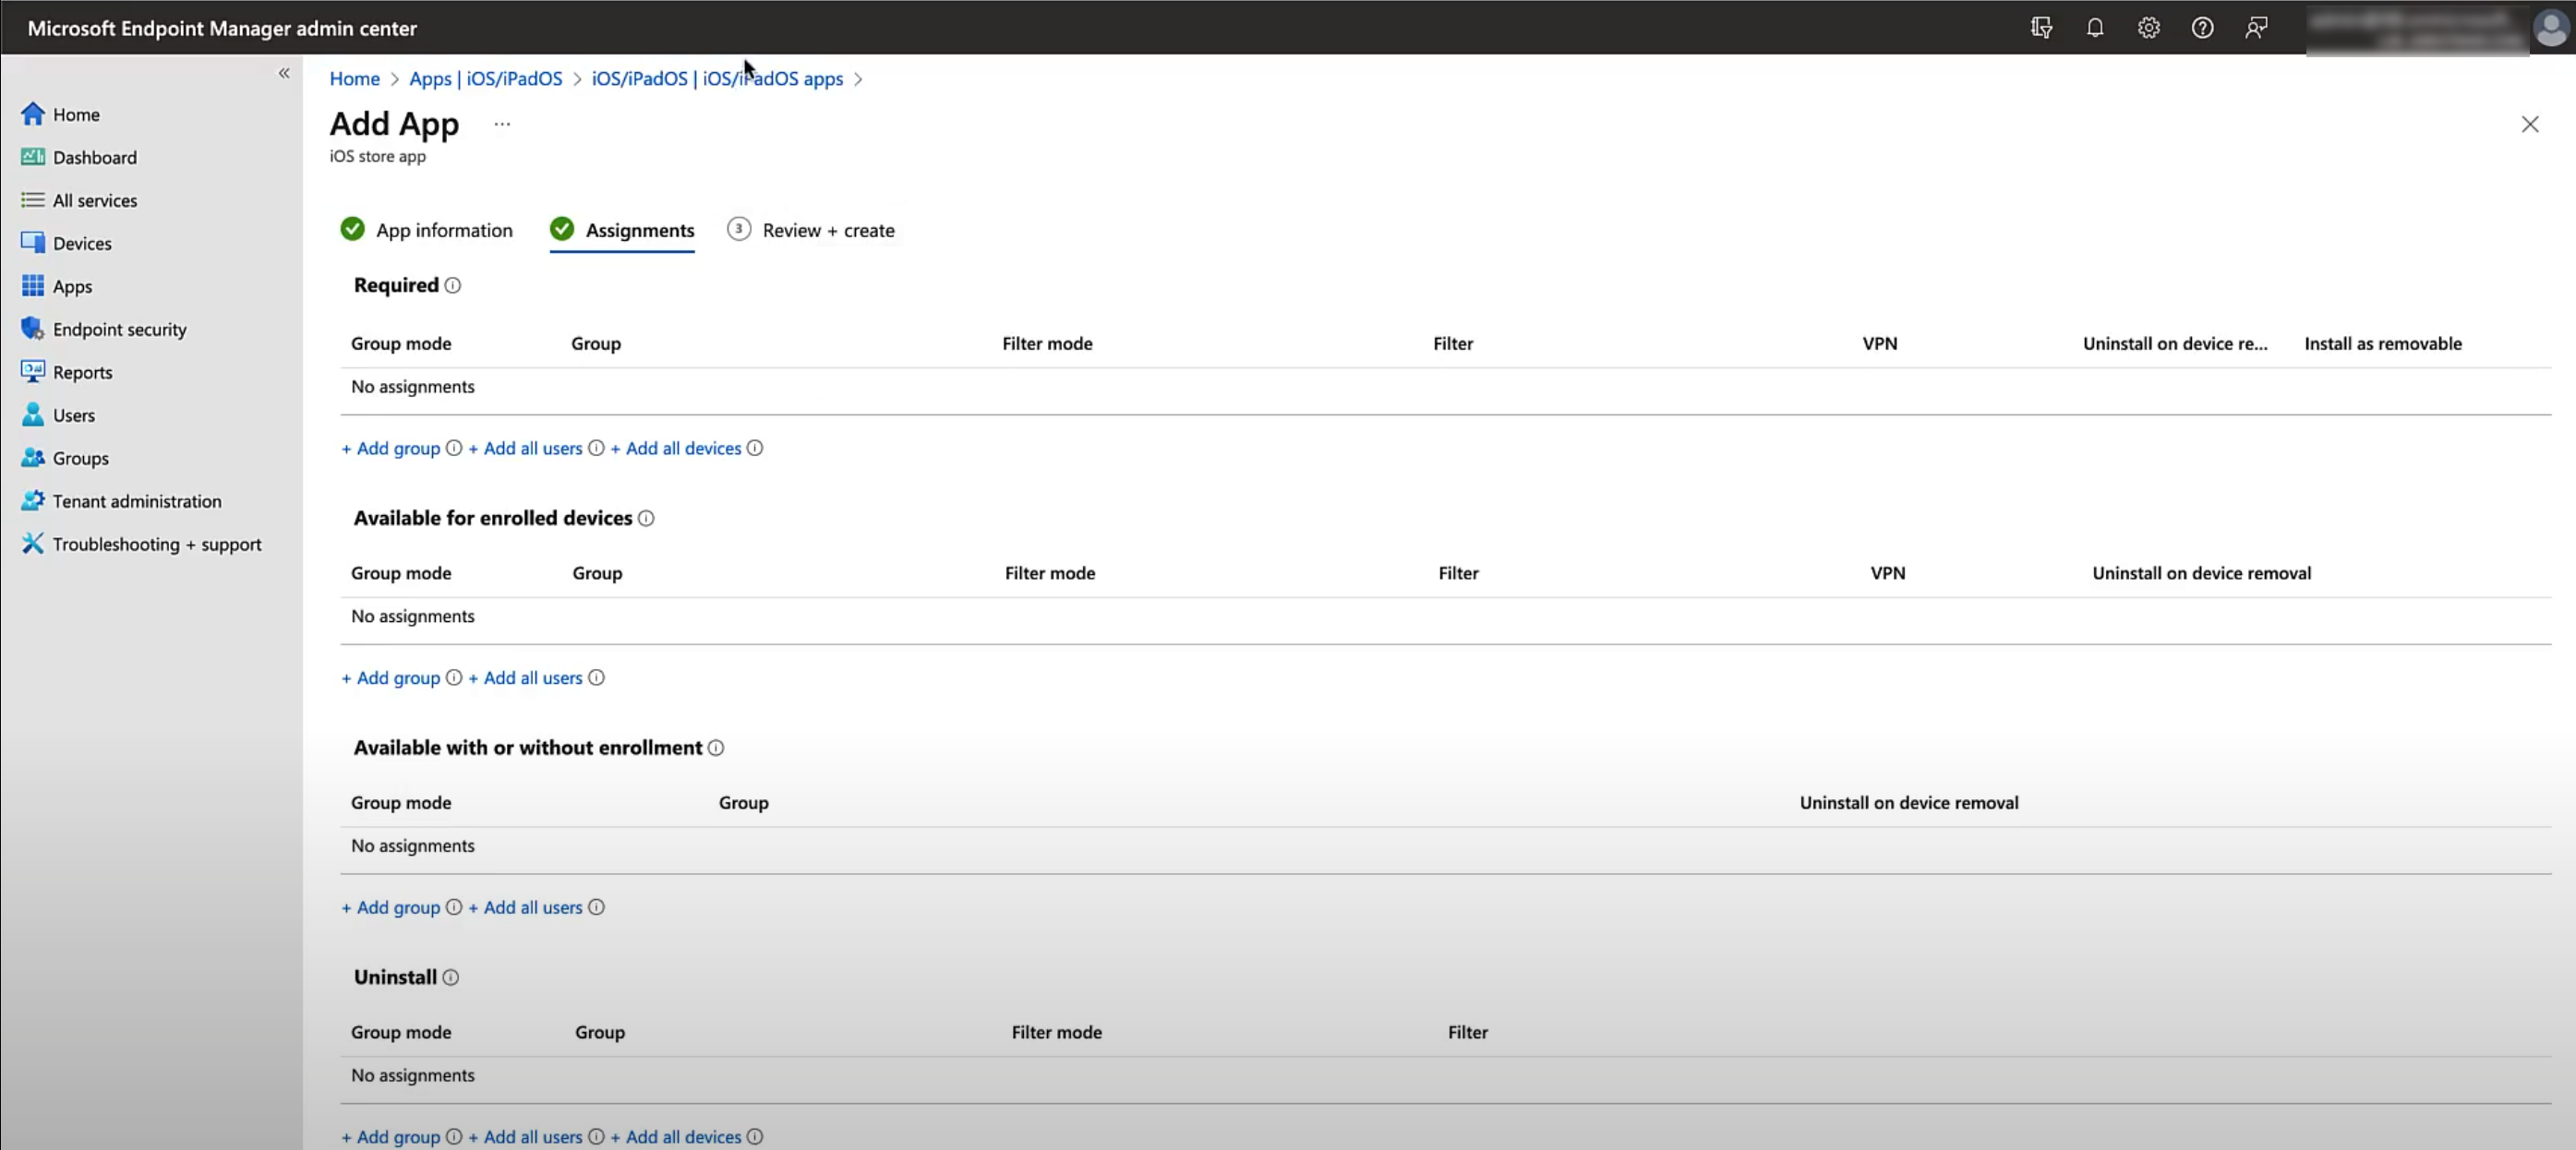 Microsoft Endpoint Manager admin center
«
Home > Apps | iOS/iPadOS > iOS/iPadOS | iOS/iPadOS apps >
Home
Dashboard
All services
Devices
Apps
Endpoint security
Reports
Users
Groups
Tenant administration
Troubleshooting + support
Add App ...
iOS store app
App information Assignments 3 Review + create
Required
Group mode Group Filter mode Filter VPN Uninstall on device re... Install as removable
No assignments
+ Add group + Add all users + Add all devices
Available for enrolled devices
Group mode Group Filter mode Filter VPN Uninstall on device removal
No assignments
+ Add group + Add all users
Available with or without enrollment
Group mode Group Uninstall on device removal
No assignments
+ Add group + Add all users
Uninstall
Group mode Group Filter mode Filter
No assignments
+ Add group + Add all users + Add all devices